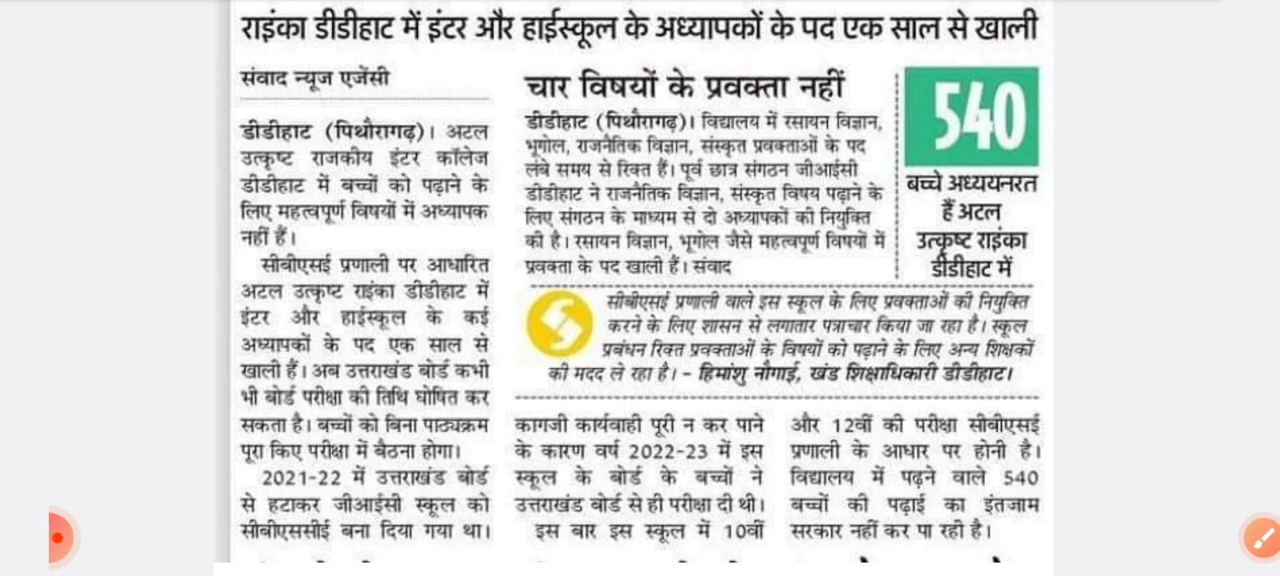 राइंका डीडीहाट में इंटर और हाईस्कूल के अध्यापकों के पद एक साल से खाली
संवाद न्यूज एजेंसी
डीडीहाट (पिथौरागढ़)। अटल
उत्कृष्ट राजकीय इंटर कॉलेज
डीडीहाट में बच्चों को पढ़ाने के
लिए महत्वपूर्ण विषयों में अध्यापक
नहीं हैं।
सीबीएसई प्रणाली पर आधारित
अटल उत्कृष्ट राइंका डीडीहाट में
इंटर और हाईस्कूल के कई
अध्यापकों के पद एक साल से
खाली हैं। अब उत्तराखंड बोर्ड कभी
भी बोर्ड परीक्षा की तिथि घोषित कर
सकता है। बच्चों को बिना पाठ्यक्रम
पूरा किए परीक्षा में बैठना होगा।
2021-22 में उत्तराखंड बोर्ड
से हटाकर जीआईसी स्कूल को
सीबीएससीई बना दिया गया था।
चार विषयों के प्रवक्ता नहीं
डीडीहाट (पिथौरागढ़)। विद्यालय में रसायन विज्ञान,
भूगोल, राजनैतिक विज्ञान, संस्कृत प्रवक्ताओं के पद
लंबे समय से रिक्त हैं। पूर्व छात्र संगठन जीआईसी
डीडीहाट ने राजनैतिक विज्ञान, संस्कृत विषय पढ़ाने के
लिए संगठन के माध्यम से दो अध्यापकों की नियुक्ति
की है। रसायन विज्ञान, भूगोल जैसे महत्वपूर्ण विषयों में
प्रवक्ता के पद खाली हैं। संवाद
540
बच्चे अध्ययनरत
हैं अटल
उत्कृष्ट राइंका
डीडीहाट में
सीबीएसई प्रणाली वाले इस स्कूल के लिए प्रवक्ताओं की नियुक्ति
करने के लिए शासन से लगातार पत्राचार किया जा रहा है। स्कूल
प्रबंधन रिक्त प्रवक्ताओं के विषयों को पढ़ाने के लिए अन्य शिक्षकों
की मदद ले रहा है। - हिमांशु नौगाई, खंड शिक्षाधिकारी डीडीहाट।
कागजी कार्यवाही पूरी न कर पाने
के कारण वर्ष 2022-23 में इस
स्कूल के बोर्ड के बच्चों ने
उत्तराखंड बोर्ड से ही परीक्षा दी थी।
इस बार इस स्कूल में 10वीं
और 12वीं की परीक्षा सीबीएसई
प्रणाली के आधार पर होनी है।
विद्यालय में पढ़ने वाले 540
बच्चों की पढ़ाई का इंतजाम
सरकार नहीं कर पा रही है।